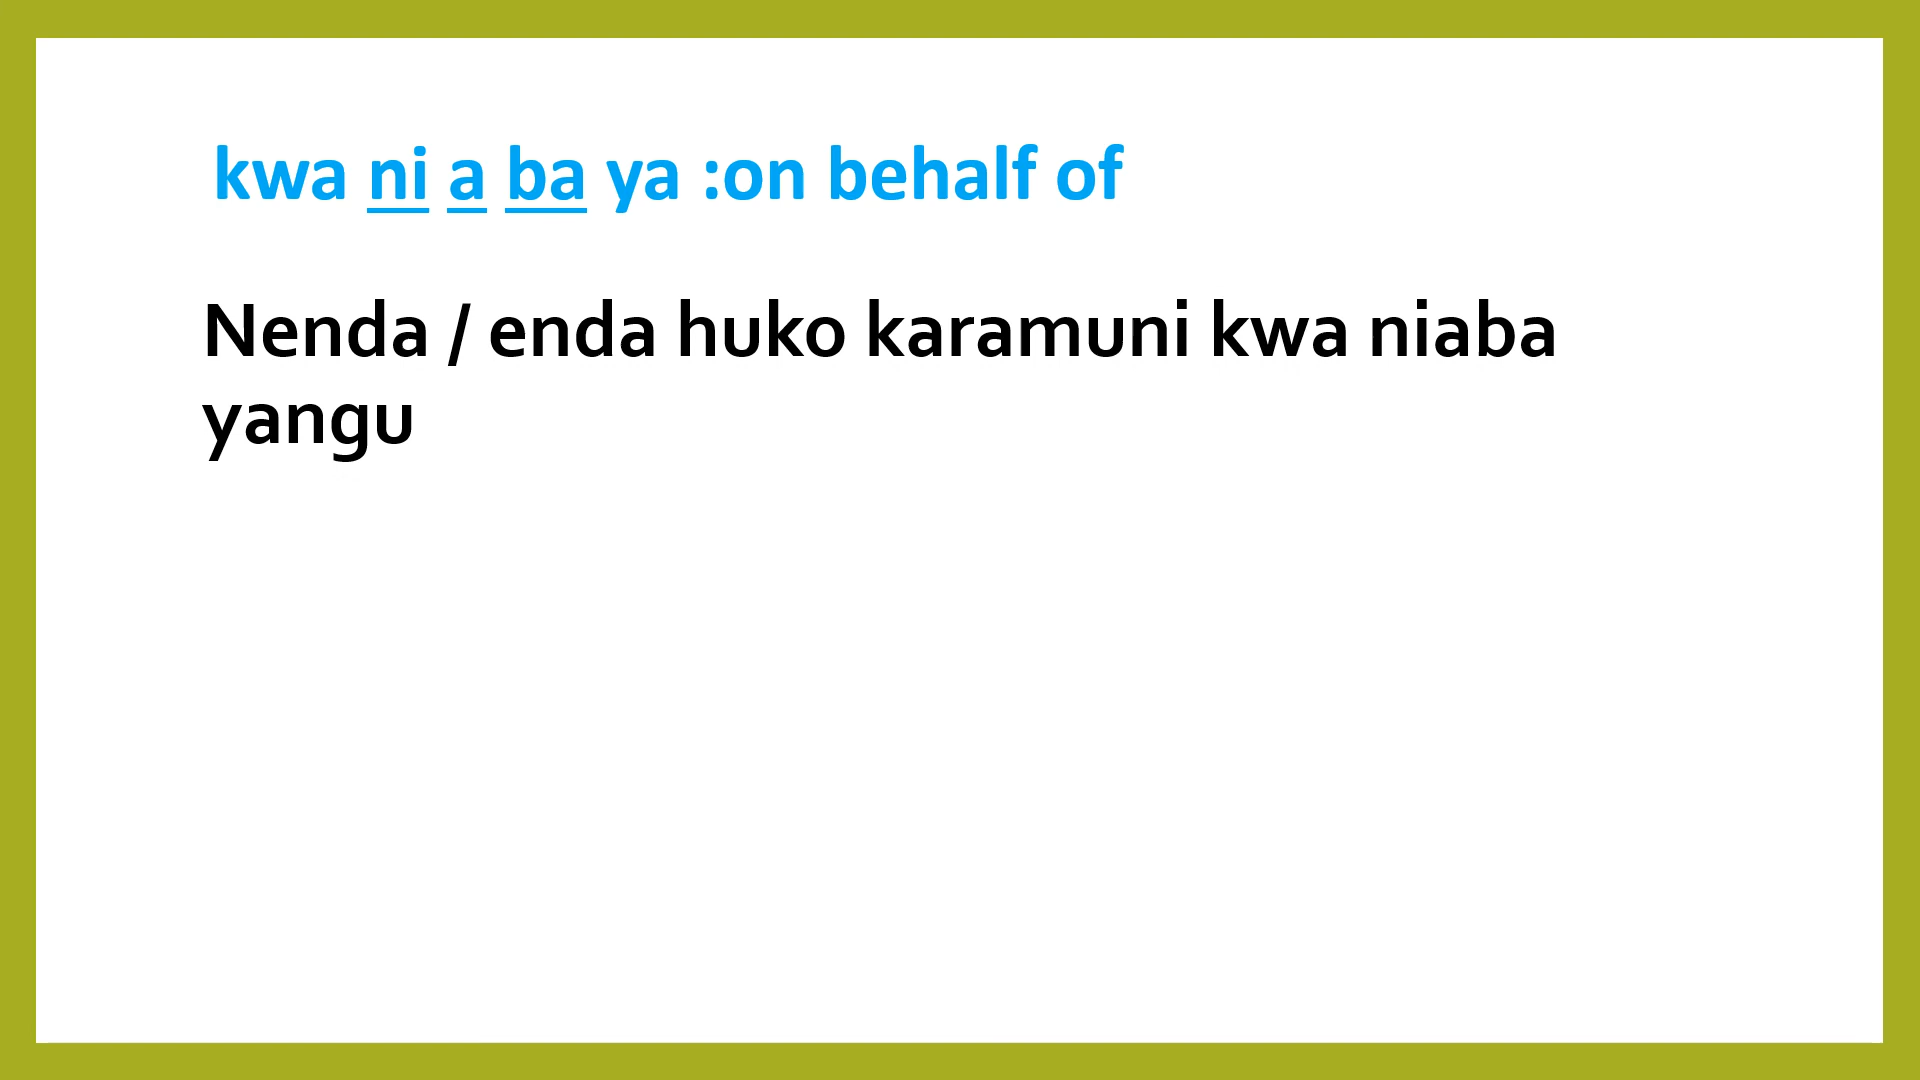 kwa ni a ba ya :on behalf of
Nenda / enda huko karamuni kwa niaba
yangu